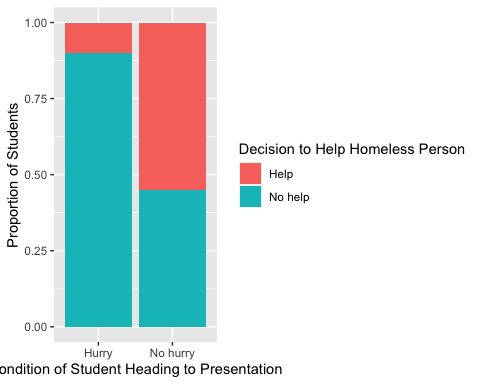 1.00
0.75
0.50
0.25
0.00
Proportion of Students
Hurry
No hurry
ondition of Student Heading to Presentation
Decision to Help Homeless Person
Help
No help